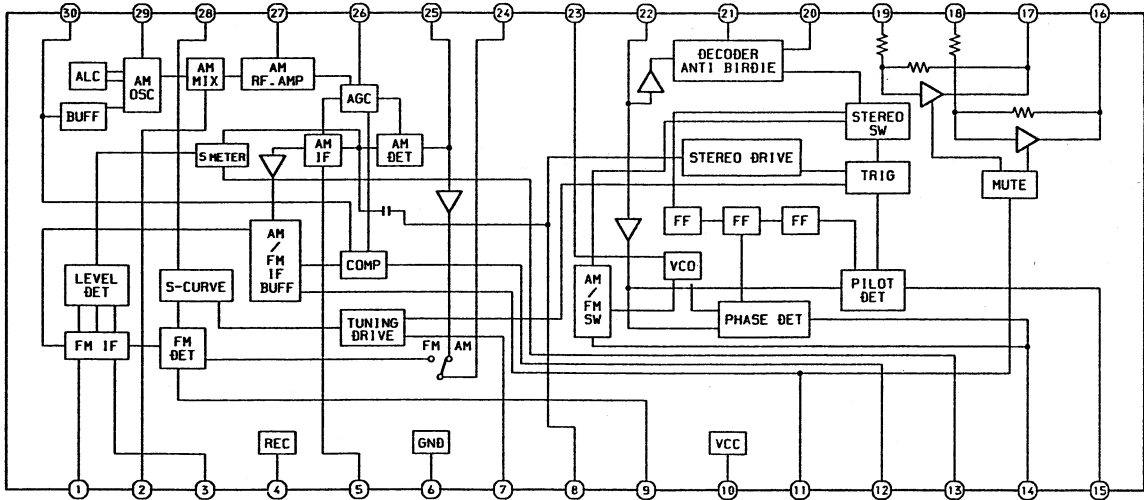 30 29 28 27 26 25 24 23 22 21 20 19 18 17 16
ALC
AM
OSC
AM
MIX
AM
RF-AMP
DECODER
ANTI BIRDIE
BUFF
AGC
STEREO
SW
S METER
AM
IF
AM
DET
STEREO DRIVE
TRIG
MUTE
FF
FF
FF
AM
/
FM
IF
BUFF
COMP
VCO
LEVEL
DET
S-CURVE
AM
/
FM
SW
PILOT
DET
TUNING
DRIVE
PHASE DET
FM IF
FM
DET
FM AM
REC
GND
VCC
1 2 3 4 5 6 7 8 9 10 11 12 13 14 15